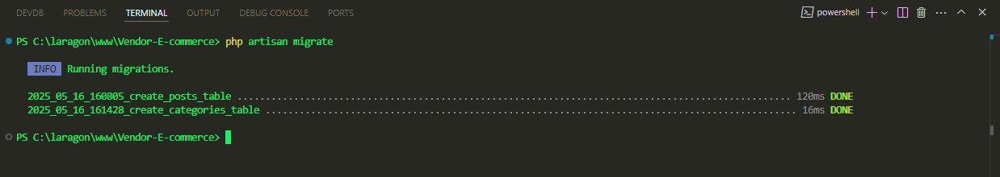 DEVDB PROBLEMS TERMINAL OUTPUT DEBUG CONSOLE PORTS powershell
PS C:\laragon\www\Vendor-E-commerce> php artisan migrate
INFO Running migrations.
2025_05_16_160805_create_posts_table .................................................................................................. 120ms DONE
2025_05_16_161428_create_categories_table .............................................................................................. 16ms DONE
PS C:\laragon\www\Vendor-E-commerce>